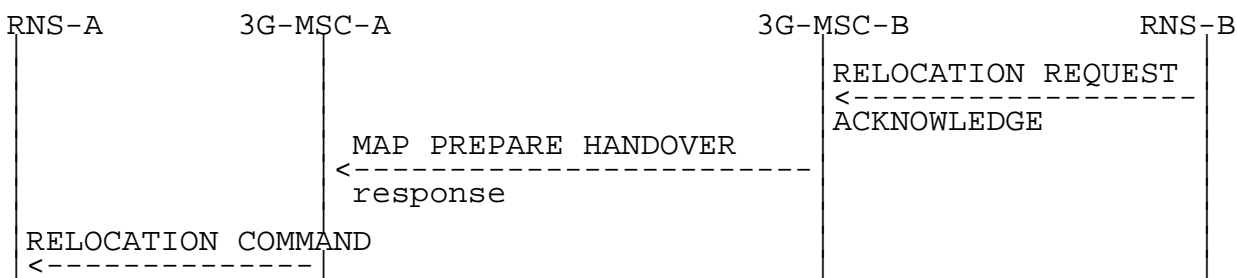 RNS-A 3G-MSC-A 3G-MSC-B RNS-B
RELOCATION REQUEST
ACKNOWLEDGE
MAP PREPARE HANDOVER
response
RELOCATION COMMAND